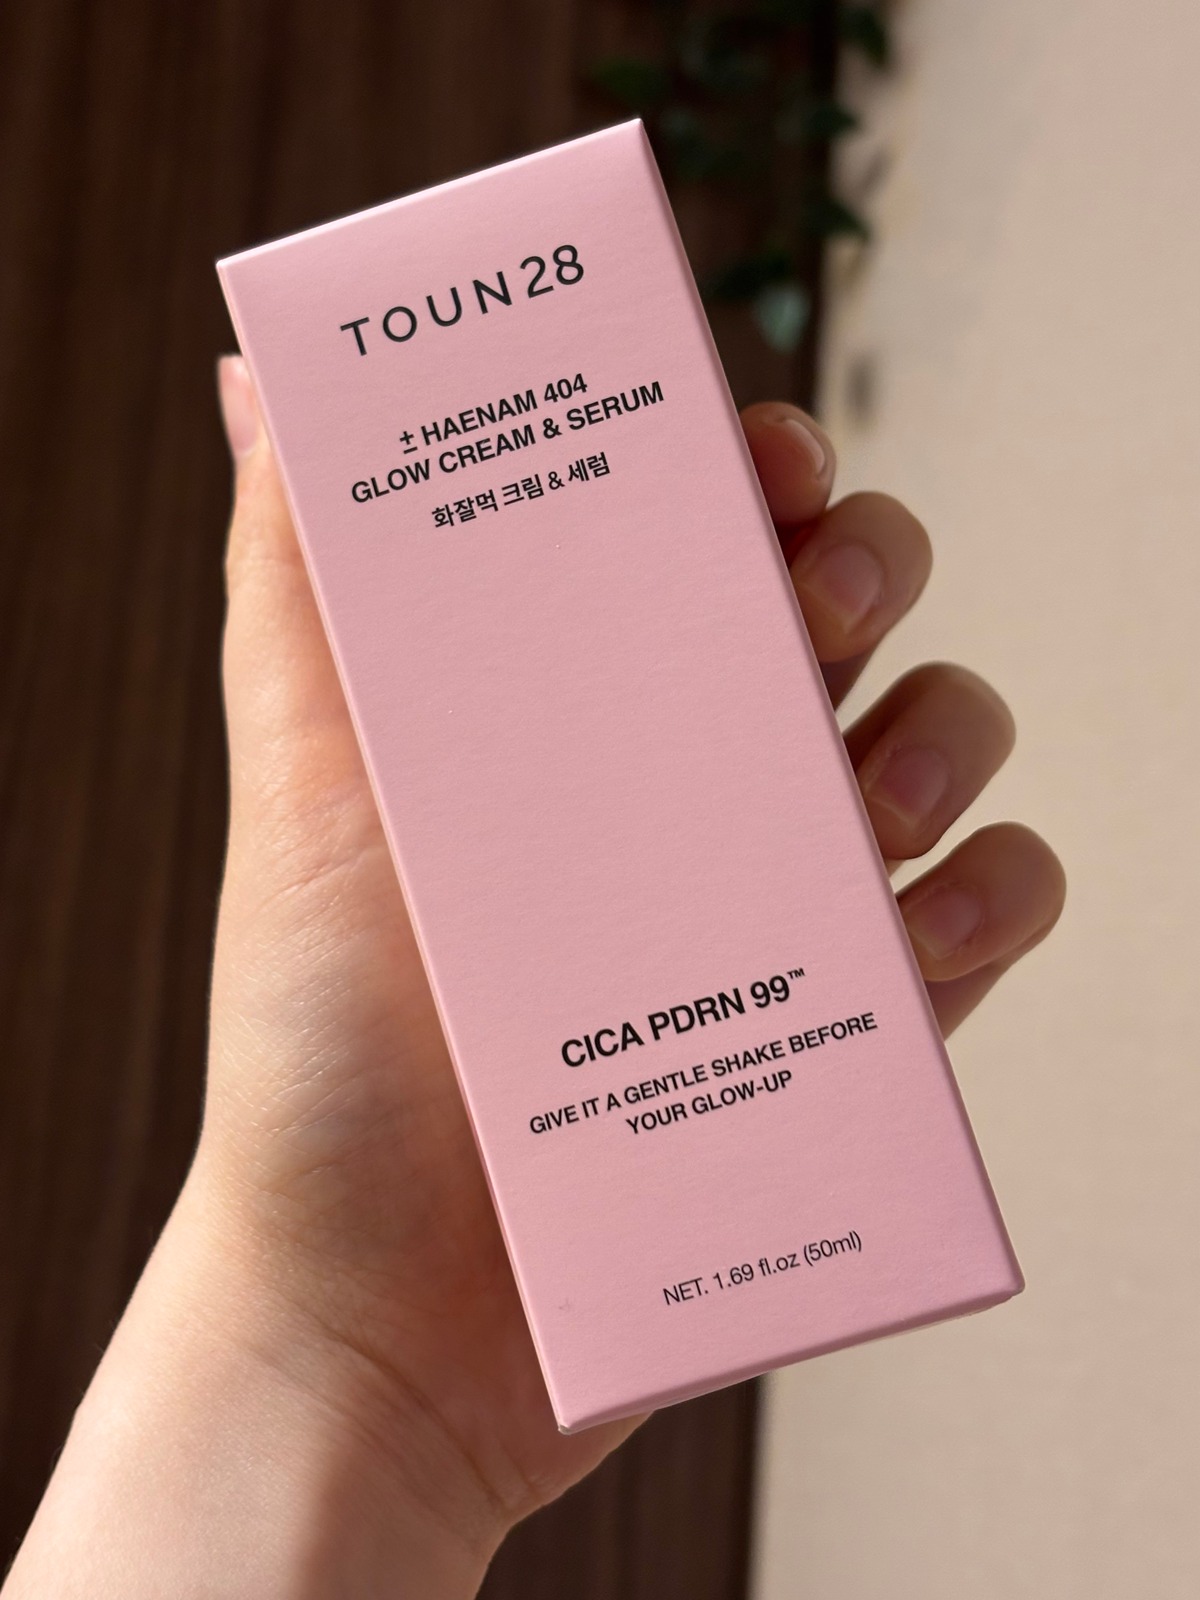 TOUN28
± HAENAM 404
GLOW CREAM & SERUM
화잘먹 크림 & 세럼
CICA PDRN 99™
GIVE IT A GENTLE SHAKE BEFORE
YOUR GLOW-UP
NET. 1.69 fl.oz (50ml)